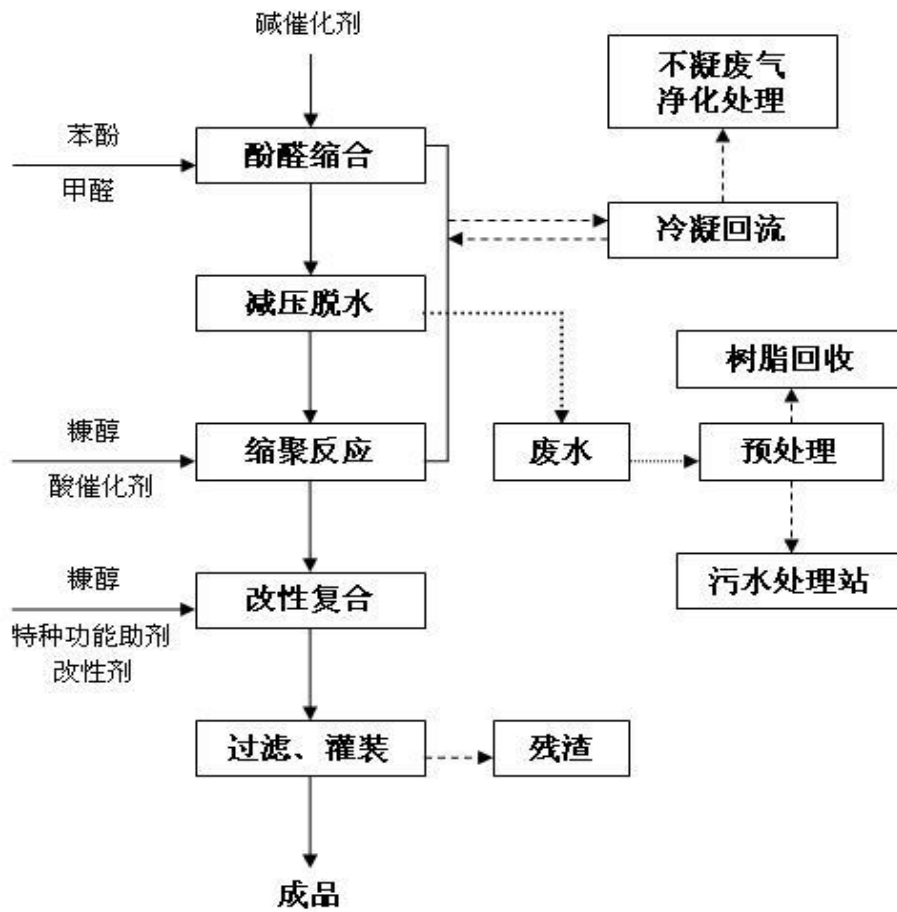 碱催化剂
不凝废气
净化处理
苯酚
酚醛缩合
甲醛
冷凝回流
减压脱水
树脂回收
糠醇
缩聚反应
废水
预处理
酸催化剂
糠醇
改性复合
污水处理站
特种功能助剂
改性剂
过滤、灌装
残渣
成品